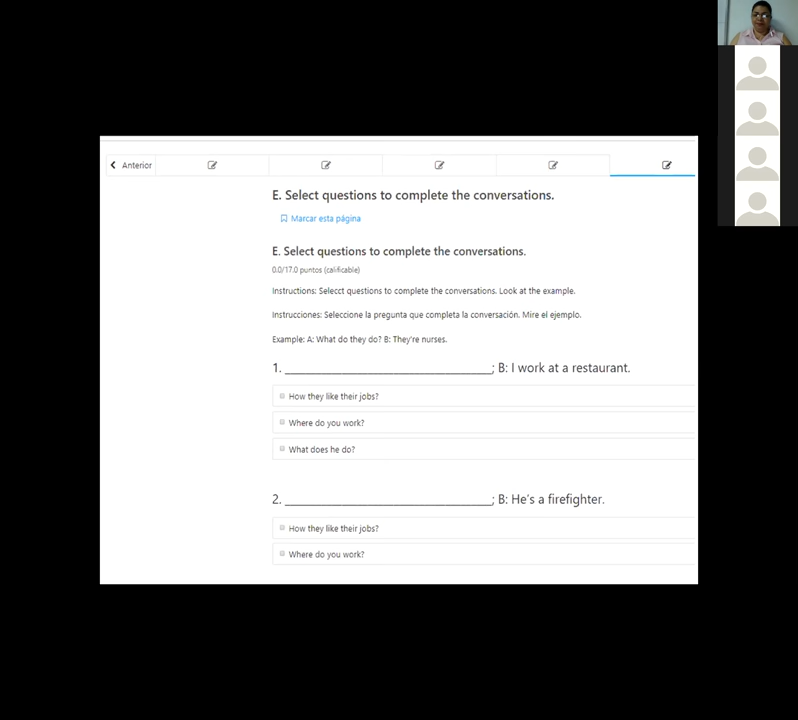 Anterior
E. Select questions to complete the conversations.
Marcar esta página
E. Select questions to complete the conversations.
0.0/17.0 puntos (calificable)
Instructions: Selecct questions to complete the conversations. Look at the example.
Instrucciones: Seleccione la pregunta que completa la conversación. Mire el ejemplo.
Example: A: What do they do? B: They're nurses.
1. ______________________________; B: I work at a restaurant.
How they like their jobs?
Where do you work?
What does he do?
2. ______________________________; B: He's a firefighter.
How they like their jobs?
Where do you work?